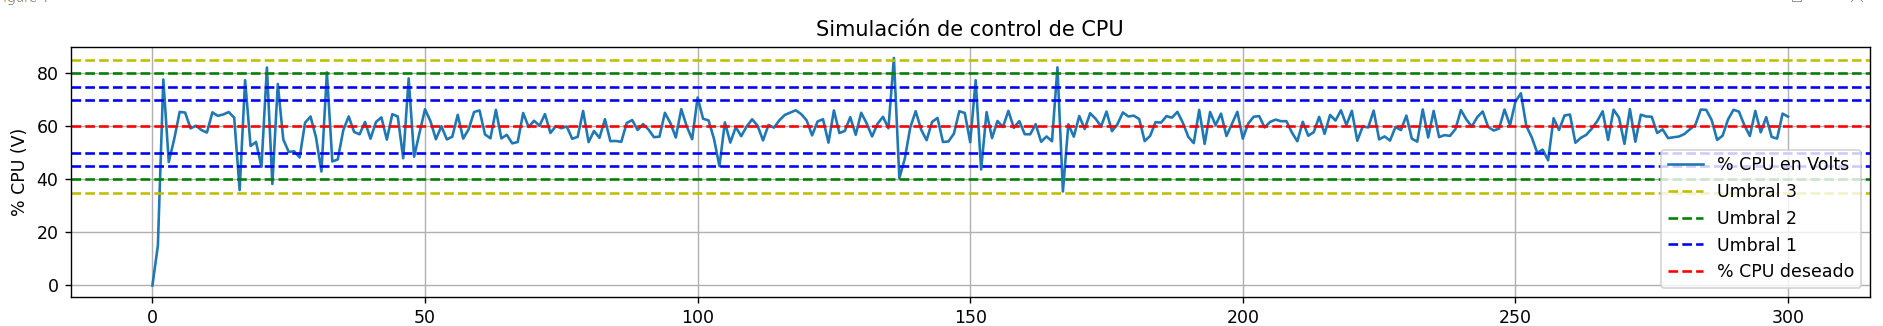 Simulación de control de CPU
% CPU (V)
80
60
40
20
0
0 50 100 150 200 250 300
% CPU en Volts
Umbral 3
Umbral 2
Umbral 1
% CPU deseado